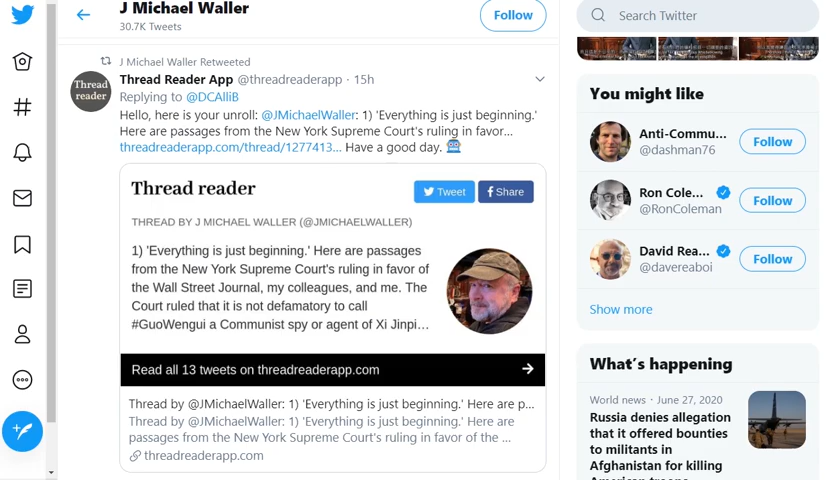 J Michael Waller
30.7K Tweets
Follow
Search Twitter
J Michael Waller Retweeted
Thread Reader App @threadreaderapp · 15h
Replying to @DCAlliB
Hello, here is your unroll: @JMichaelWaller: 1) 'Everything is just beginning.'
Here are passages from the New York Supreme Court's ruling in favor...
threadreaderapp.com/thread/1277413... Have a good day.
Thread
reader
Thread reader
Tweet
Share
THREAD BY J MICHAEL WALLER (@JMICHAELWALLER)
1) 'Everything is just beginning.' Here are passages
from the New York Supreme Court's ruling in favor of
the Wall Street Journal, my colleagues, and me. The
Court ruled that it is not defamatory to call
#GuoWengui a Communist spy or agent of Xi Jinpi...
Read all 13 tweets on threadreaderapp.com
Thread by @JMichaelWaller: 1) 'Everything is just beginning.' Here are p...
Thread by @JMichaelWaller: 1) 'Everything is just beginning.' Here are
passages from the New York Supreme Court's ruling in favor of the ...
threadreaderapp.com
You might like
Anti-Commu...
@dashman76
Follow
Ron Cole...
@RonColeman
Follow
David Rea...
@davereaboi
Follow
Show more
What's happening
World news · June 27, 2020
Russia denies allegation
that it offered bounties
to militants in
Afghanistan for killing
American troops